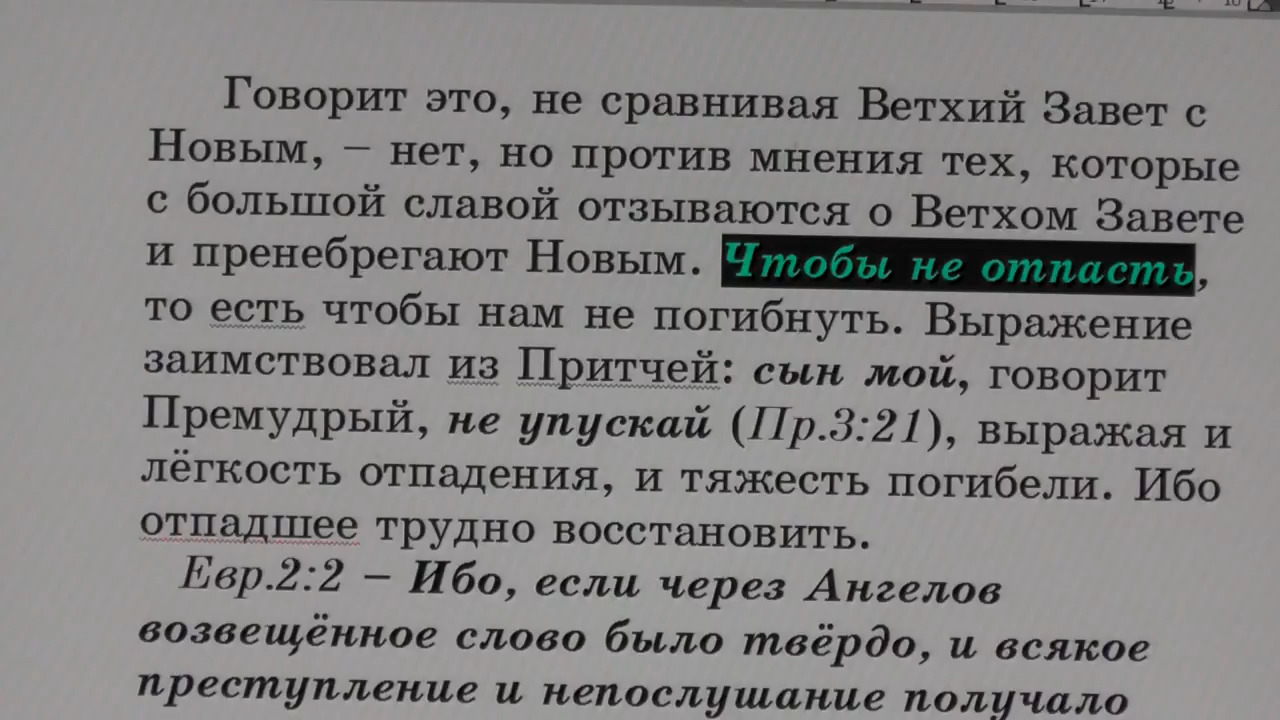 Говорит это, не сравнивая Ветхий Завет с
Новым, – нет, но против мнения тех, которые
с большой славой отзываются о Ветхом Завете
и пренебрегают Новым. Чтобы не отпасть,
то есть чтобы нам не погибнуть. Выражение
заимствовал из Притчей: сын мой, говорит
Премудрый, не упускай (Пр.3:21), выражая и
лёгкость отпадения, и тяжесть погибели. Ибо
отпадшее трудно восстановить.
Евр.2:2 – Ибо, если через Ангелов
возвещённое слово было твёрдо, и всякое
преступление и непослушание получало